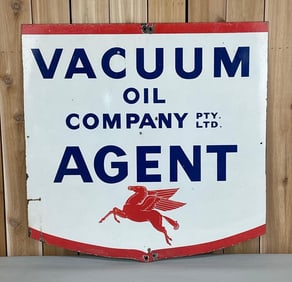 VACUUM
OIL
COMPANY PTY. LTD.
AGENT